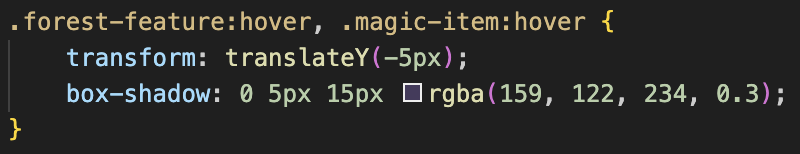 .forest-feature:hover, .magic-item:hover {
    transform: translateY(-5px);
    box-shadow: 0 5px 15px rgba(159, 122, 234, 0.3);
}